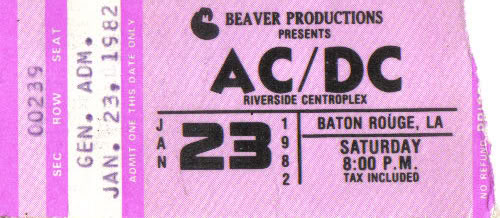 00239
SEC ROW SEAT
GEN. ADM.
JAN. 23, 1982
ADMIT ONE THIS DATE ONLY
BEAVER PRODUCTIONS
PRESENTS
AC/DC
RIVERSIDE CENTROPLEX
JAN 23 1982
BATON ROUGE, LA
SATURDAY
8:00 P.M.
TAX INCLUDED
NO REFUND